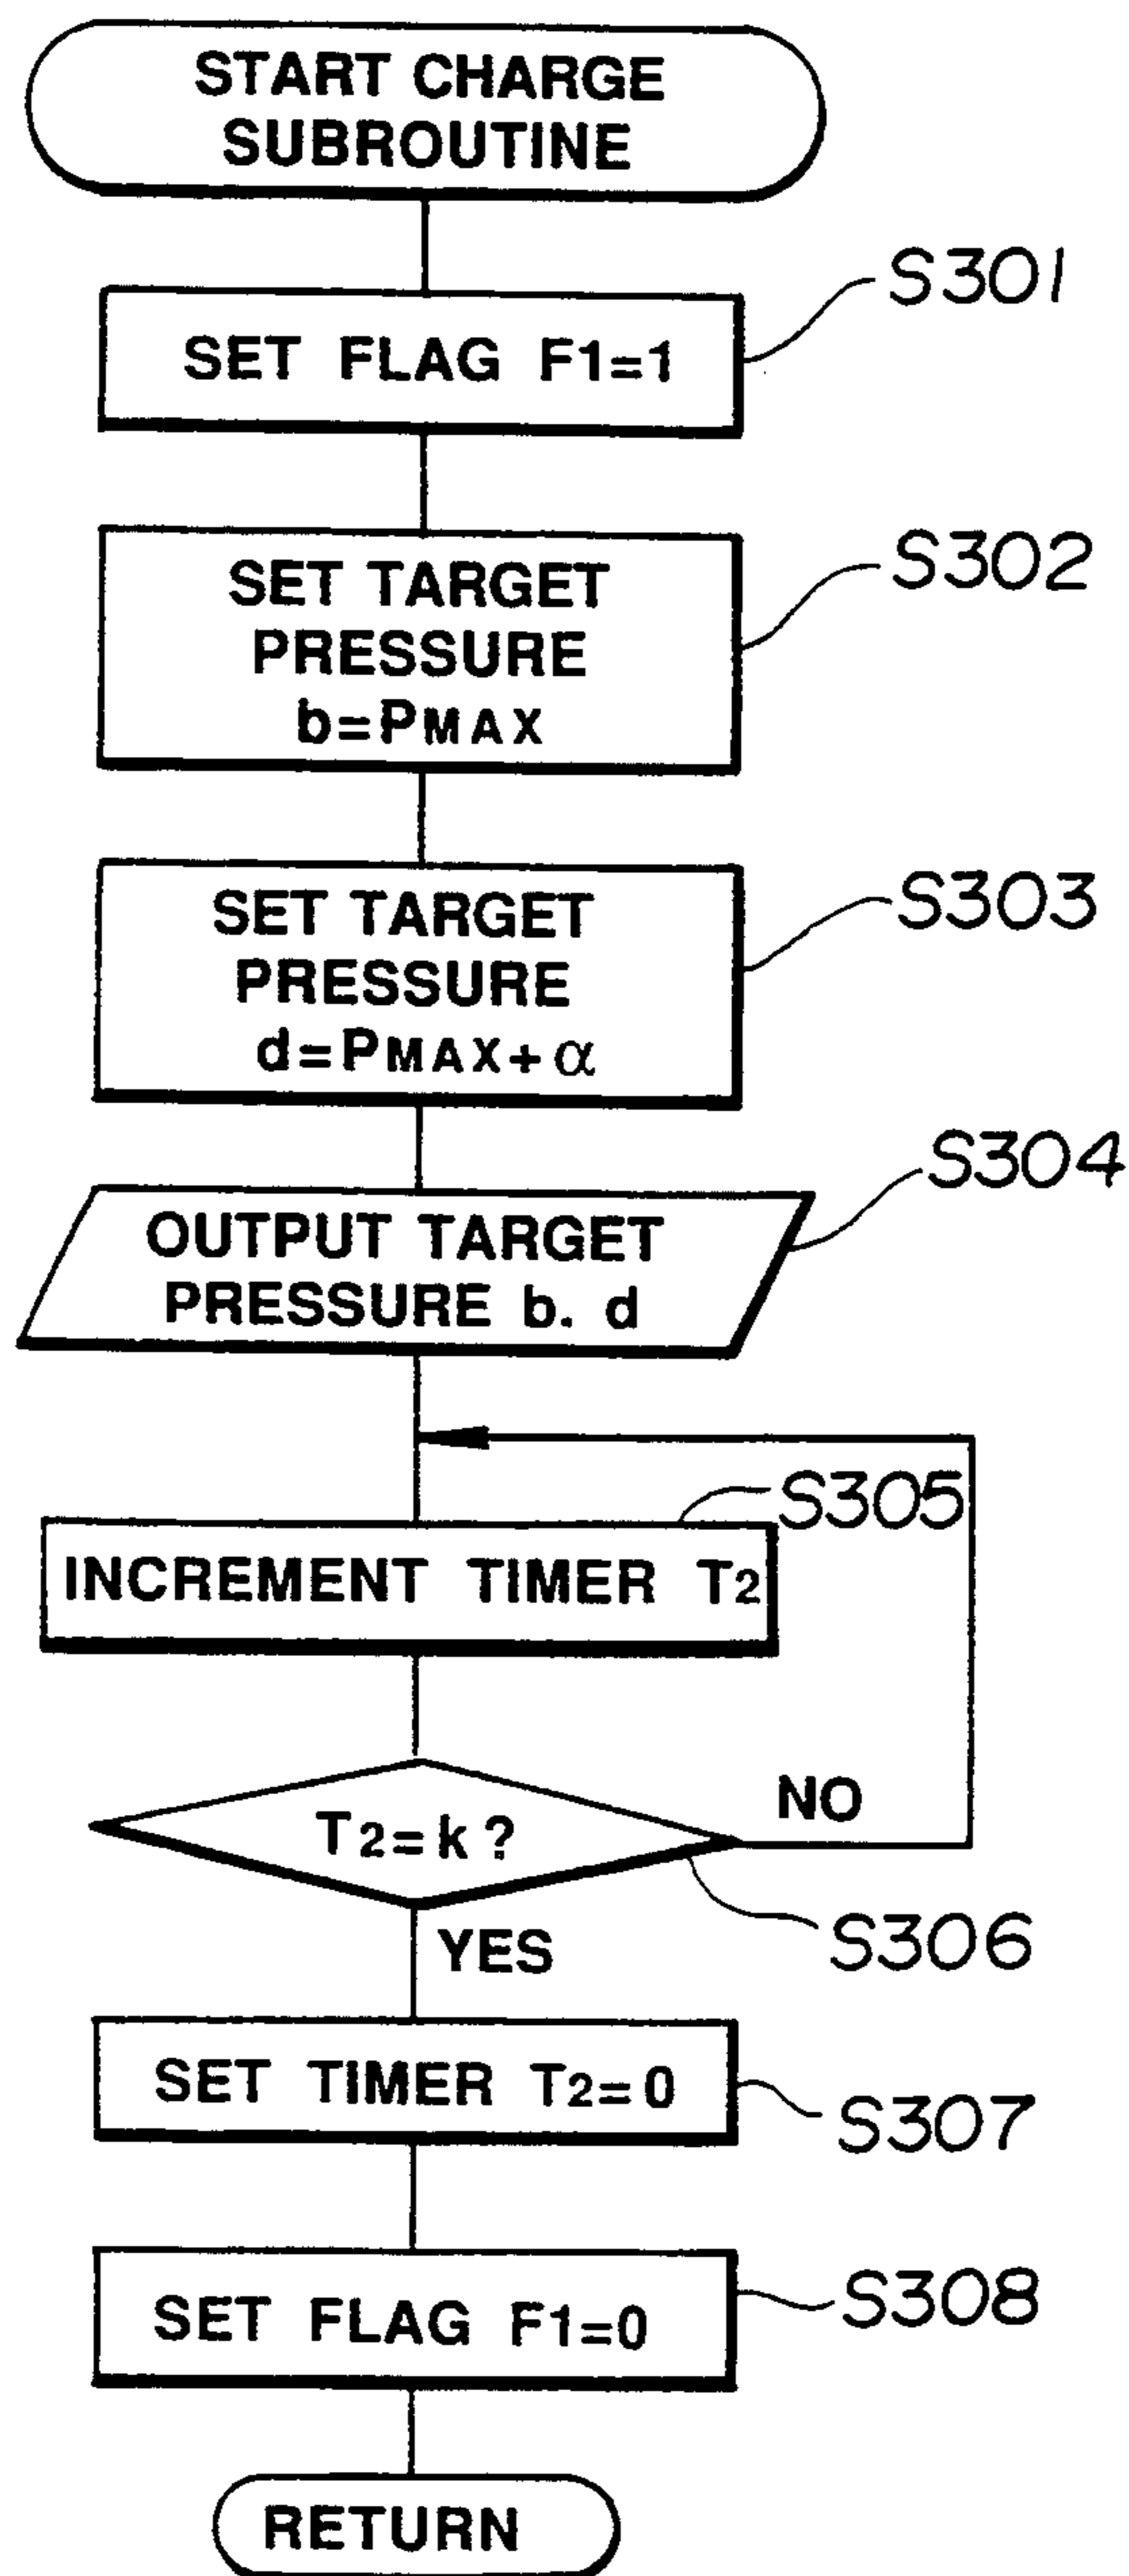 START CHARGE
SUBROUTINE
S301
SET FLAG F1=1
S302
SET TARGET
PRESSURE
b=PMAX
S303
SET TARGET
PRESSURE
d=PMAX+α
S304
OUTPUT TARGET
PRESSURE b. d
S305
INCREMENT TIMER T2
NO
T2=k?
S306
YES
SET TIMER T2=0
S307
SET FLAG F1=0
S308
RETURN